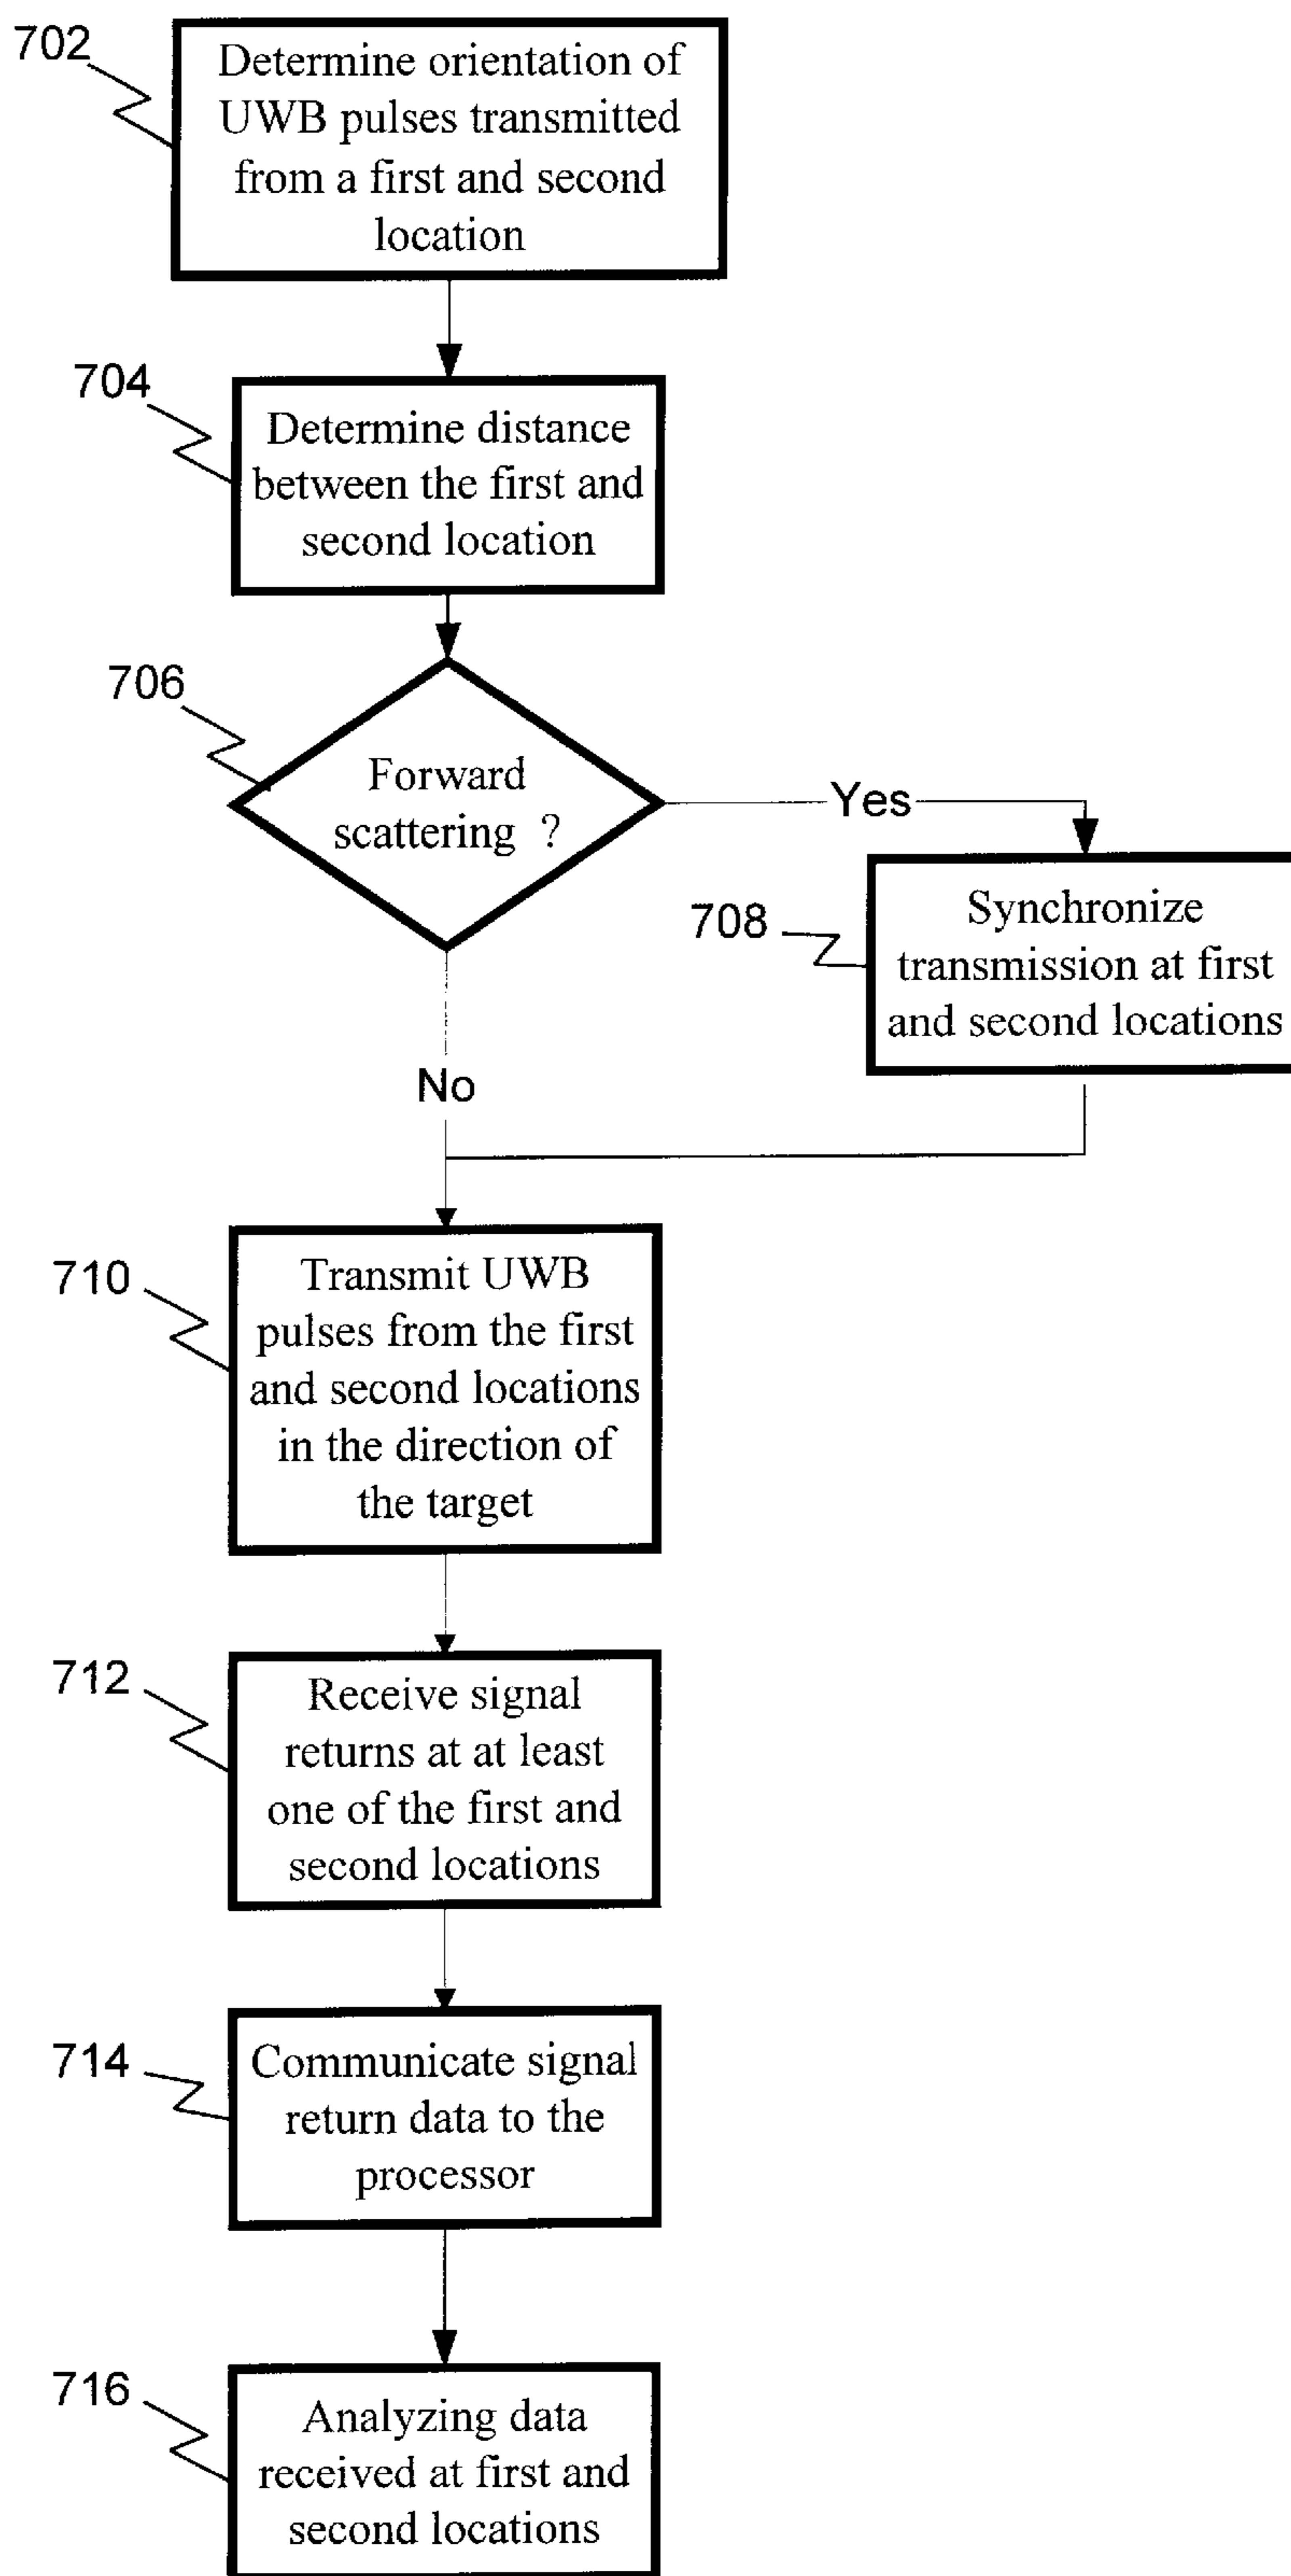 702
Determine orientation of
UWB pulses transmitted
from a first and second
location
704
Determine distance
between the first and
second location
706
Forward
scattering ?
Yes
708
Synchronize
transmission at first
and second locations
No
710
Transmit UWB
pulses from the first
and second locations
in the direction of
the target
712
Receive signal
returns at at least
one of the first and
second locations
714
Communicate signal
return data to the
processor
716
Analyzing data
received at first and
second locations